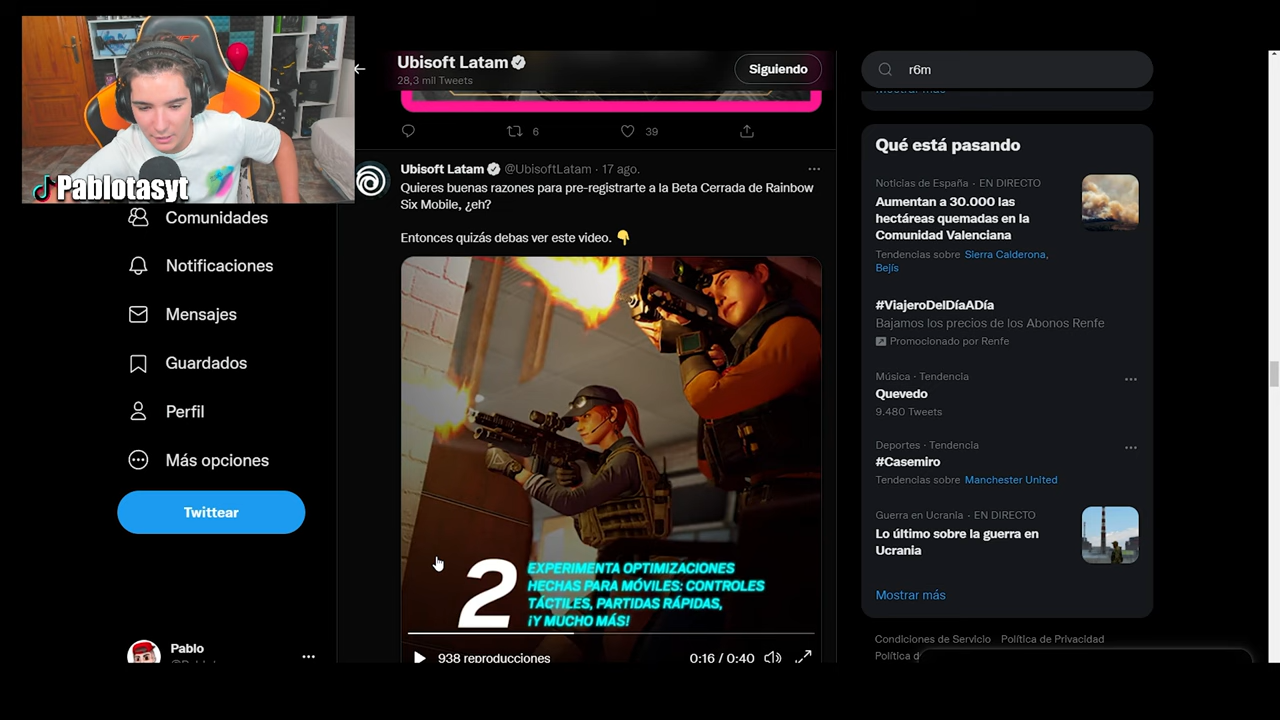 Pablotasyt
Comunidades
Notificaciones
Mensajes
Guardados
Perfil
Más opciones
Twittear
Pablo
Ubisoft Latam
28,3 mil Tweets
Siguiendo
6
39
Ubisoft Latam @UbisoftLatam · 17 ago.
Quieres buenas razones para pre-registrarte a la Beta Cerrada de Rainbow
Six Mobile, ¿eh?
Entonces quizás debas ver este video. 👇
2
EXPERIMENTA OPTIMIZACIONES
HECHAS PARA MÓVILES: CONTROLES
TÁCTILES, PARTIDAS RÁPIDAS,
¡Y MUCHO MÁS!
938 reproducciones
0:16 / 0:40
r6m
Mostrar más
Qué está pasando
Noticias de España · EN DIRECTO
Aumentan a 30.000 las
hectáreas quemadas en la
Comunidad Valenciana
Tendencias sobre Sierra Calderona,
Bejís
#ViajeroDelDíaADía
Bajamos los precios de los Abonos Renfe
Promocionado por Renfe
Música · Tendencia
Quevedo
9.480 Tweets
Deportes · Tendencia
#Casemiro
Tendencias sobre Manchester United
Guerra en Ucrania · EN DIRECTO
Lo último sobre la guerra en
Ucrania
Mostrar más
Condiciones de Servicio Política de Privacidad
Política d